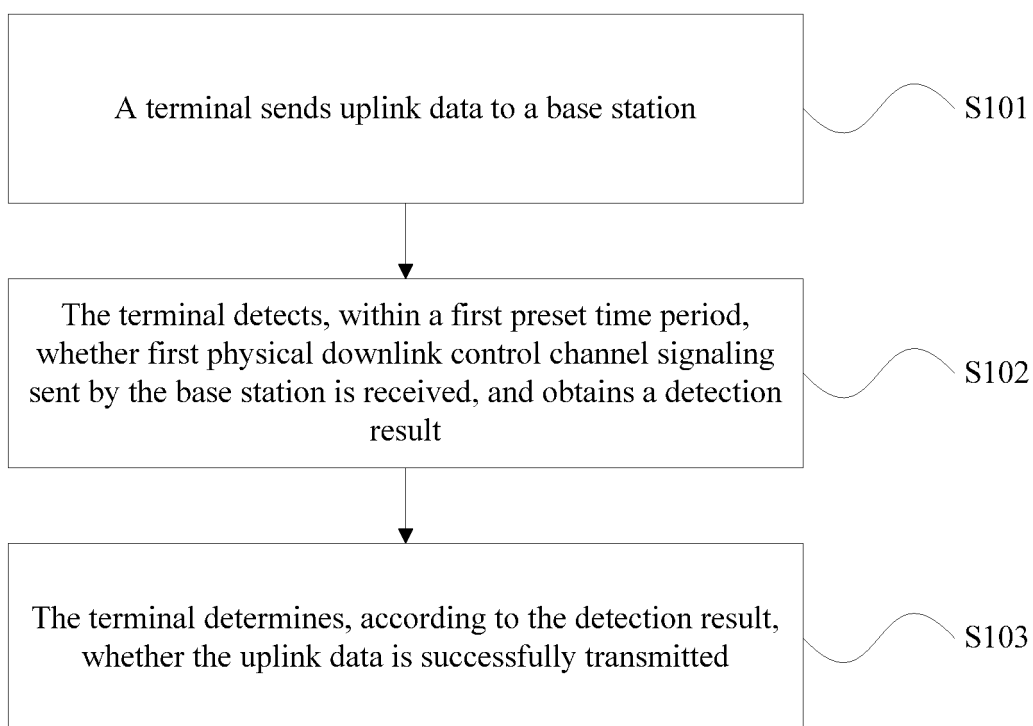 A terminal sends uplink data to a base station
S101
The terminal detects, within a first preset time period,
whether first physical downlink control channel signaling
sent by the base station is received, and obtains a detection
result
S102
The terminal determines, according to the detection result,
whether the uplink data is successfully transmitted
S103